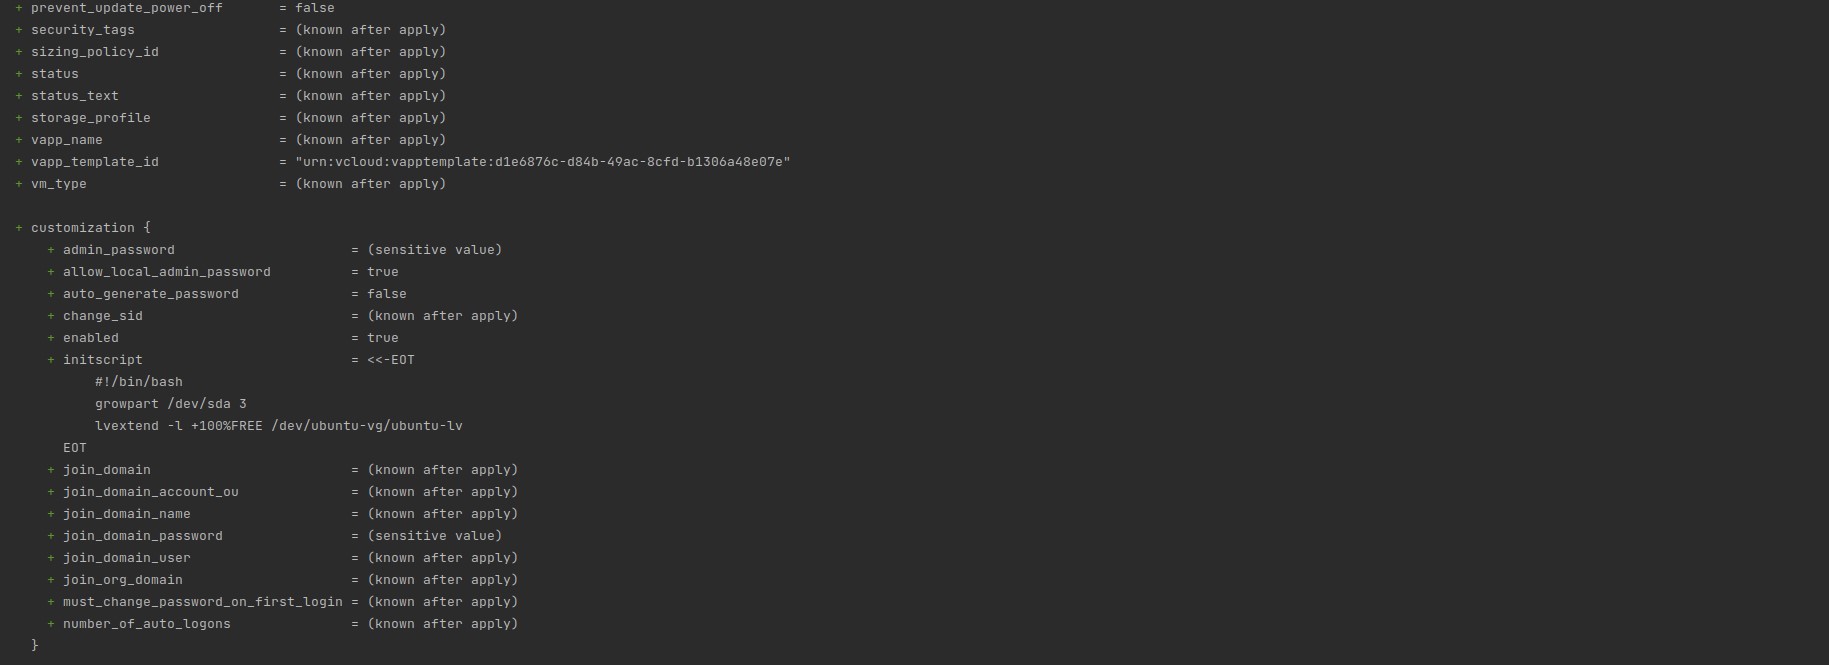 + prevent_update_power_off       = false
+ security_tags                  = (known after apply)
+ sizing_policy_id               = (known after apply)
+ status                         = (known after apply)
+ status_text                    = (known after apply)
+ storage_profile                = (known after apply)
+ vapp_name                      = (known after apply)
+ vapp_template_id               = "urn:vcloud:vapptemplate:d1e6876c-d84b-49ac-8cfd-b1306a48e07e"
+ vm_type                        = (known after apply)
+ customization {
    + admin_password                      = (sensitive value)
    + allow_local_admin_password          = true
    + auto_generate_password              = false
    + change_sid                          = (known after apply)
    + enabled                             = true
    + initscript                          = <<-EOT
          #!/bin/bash
          growpart /dev/sda 3
          lvextend -l +100%FREE /dev/ubuntu-vg/ubuntu-lv
      EOT
    + join_domain                         = (known after apply)
    + join_domain_account_ou              = (known after apply)
    + join_domain_name                    = (known after apply)
    + join_domain_password                = (sensitive value)
    + join_domain_user                    = (known after apply)
    + join_org_domain                     = (known after apply)
    + must_change_password_on_first_login = (known after apply)
    + number_of_auto_logons               = (known after apply)
  }